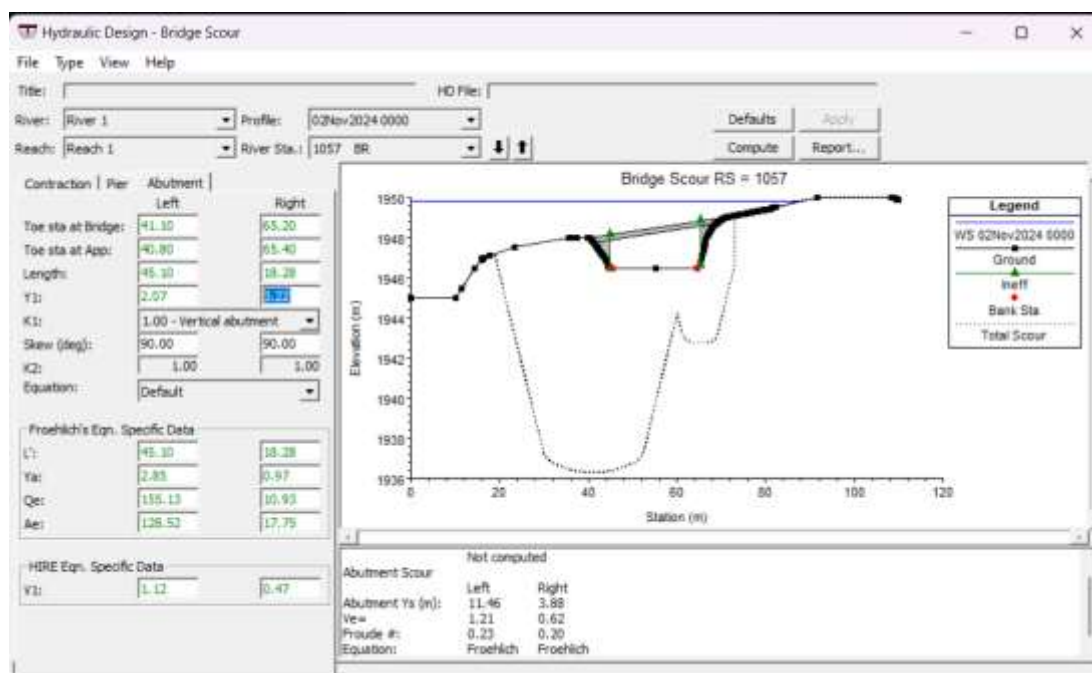 Hydraulic Design - Bridge Scour
File Type View Help
Title: HD File:
River: River 1 Profile: 02Nov2024 0000 Defaults Apply
Reach: Reach 1 River Sta.: 1057 BR Compute Report...
Contraction Pier Abutment
Left Right
Toe sta at Bridge: 41.10 65.20
Toe sta at App: 40.80 65.40
Length: 45.10 18.28
Y1: 2.07
K1: 1.00 - Vertical abutment
Skew (deg): 90.00 90.00
K2: 1.00 1.00
Equation: Default
Froehlich's Eqn. Specific Data
L': 45.10 18.28
Ya: 2.85 0.97
Qe: 155.13 10.93
Ae: 128.52 17.75
HIRE Eqn. Specific Data
Y1: 1.12 0.47
Bridge Scour RS = 1057
Elevation (m)
1950
1948
1946
1944
1942
1940
1938
1936
0 20 40 60 80 100 120
Station (m)
Legend
WS 02Nov2024 0000
Ground
Ineff
Bank Sta
Total Scour
Not computed
Abutment Scour
Left Right
Abutment Ys (m): 11.46 3.88
Ve= 1.21 0.62
Froude #: 0.23 0.20
Equation: Froehlich Froehlich